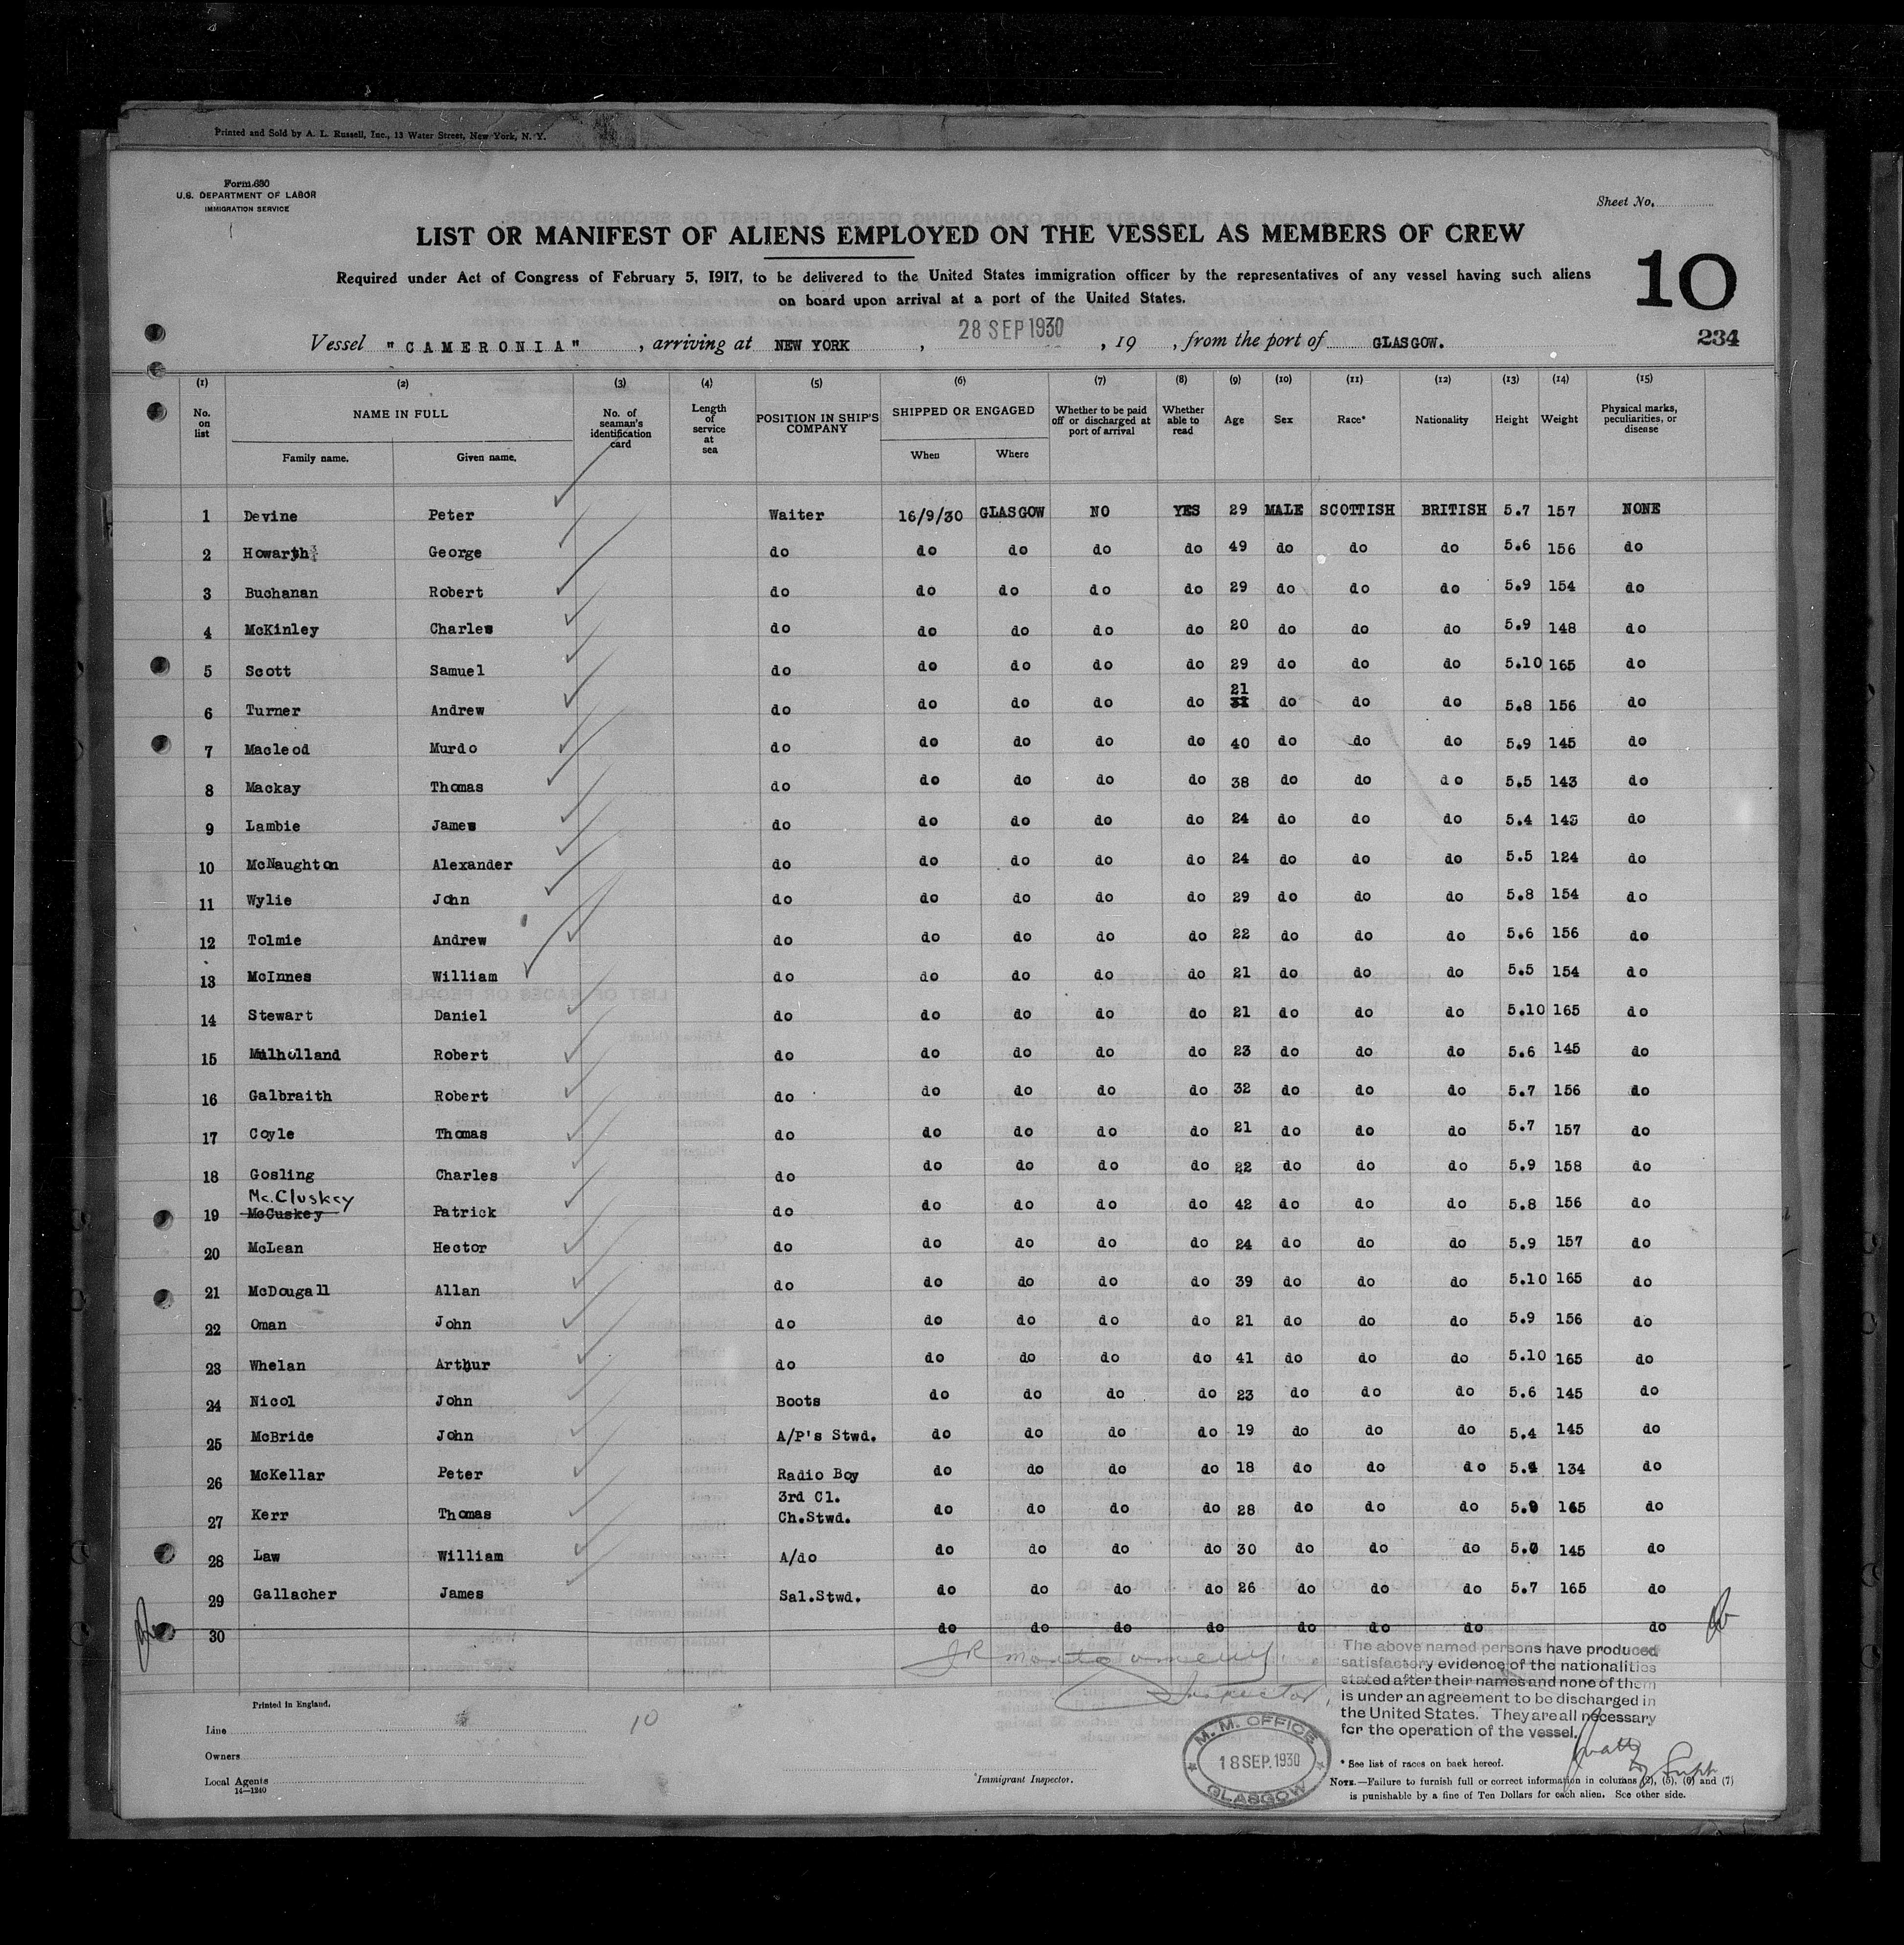 Printed and Sold by A. L. Russell, Inc., 13 Water Street, New York, N. Y.
Form 680
U.S. DEPARTMENT OF LABOR
IMMIGRATION SERVICE
Sheet No.
LIST OR MANIFEST OF ALIENS EMPLOYED ON THE VESSEL AS MEMBERS OF CREW
10
Required under Act of Congress of February 5, 1917, to be delivered to the United States immigration officer by the representatives of any vessel having such aliens
on board upon arrival at a port of the United States.
234
Vessel "CAMERONIA", arriving at NEW YORK, 28 SEP 1930, 19 , from the port of GLASGOW.
(1) (2) (3) (4) (5) (6) (7) (8) (9) (10) (11) (12) (13) (14) (15)
No. on list NAME IN FULL Family name. Given name. No. of seaman's identification card Length of service at sea POSITION IN SHIP'S COMPANY SHIPPED OR ENGAGED When Where Whether to be paid off or discharged at port of arrival Whether able to read Age Sex Race* Nationality Height Weight Physical marks, peculiarities, or disease
1 Devine Peter Waiter 16/9/30 GLASGOW NO YES 29 MALE SCOTTISH BRITISH 5.7 157 NONE
2 Howarth George do do do do do 49 do do do 5.6 156 do
3 Buchanan Robert do do do do do 29 do do do 5.9 154 do
4 McKinley Charles do do do do do 20 do do do 5.9 148 do
5 Scott Samuel do do do do do 29 do do do 5.10 165 do
21
6 Turner Andrew do do do do do 31 do do do 5.8 156 do
7 Macleod Murdo do do do do do 40 do do do 5.9 145 do
8 Mackay Thomas do do do do do 38 do do do 5.5 143 do
9 Lambie James do do do do do 24 do do do 5.4 143 do
10 McNaughton Alexander do do do do do 24 do do do 5.5 124 do
11 Wylie John do do do do do 29 do do do 5.8 154 do
12 Tolmie Andrew do do do do do 22 do do do 5.6 156 do
13 McInnes William do do do do do 21 do do do 5.5 154 do
14 Stewart Daniel do do do do do 21 do do do 5.10 165 do
15 Mulholland Robert do do do do do 23 do do do 5.6 145 do
16 Galbraith Robert do do do do do 32 do do do 5.7 156 do
17 Coyle Thomas do do do do do 21 do do do 5.7 157 do
18 Gosling Charles do do do do do 22 do do do 5.9 158 do
Mc.Cluskey
19 McCuskey Patrick do do do do do 42 do do do 5.8 156 do
20 McLean Hector do do do do do 24 do do do 5.9 157 do
21 McDougall Allan do do do do do 39 do do do 5.10 165 do
22 Oman John do do do do do 21 do do do 5.9 156 do
23 Whelan Arthur do do do do do 41 do do do 5.10 165 do
24 Nicol John Boots do do do do 23 do do do 5.6 145 do
25 McBride John A/P's Stwd. do do do do 19 do do do 5.4 145 do
26 McKellar Peter Radio Boy do do do do 18 do do do 5.4 134 do
3rd Cl.
27 Kerr Thomas Ch.Stwd. do do do do 28 do do do 5.9 165 do
28 Law William A/do do do do do 30 do do do 145 do
29 Gallacher James Sal.Stwd. do do do do 26 do do do 5.7 165 do
30 do do do do do do do do
J R Montgomery
Inspector
The above named persons have produced
satisfactory evidence of the nationalities
stated after their names and none of them
is under an agreement to be discharged in
the United States. They are all necessary
for the operation of the vessel.
Printed in England.
Line
10
Owners
Local Agents
14—1240
Immigrant Inspector.
M. M. OFFICE
18 SEP. 1930
GLASGOW
* See list of races on back hereof.
Supt
NOTE.—Failure to furnish full or correct information in columns (2), (5), (6) and (7)
is punishable by a fine of Ten Dollars for each alien. See other side.